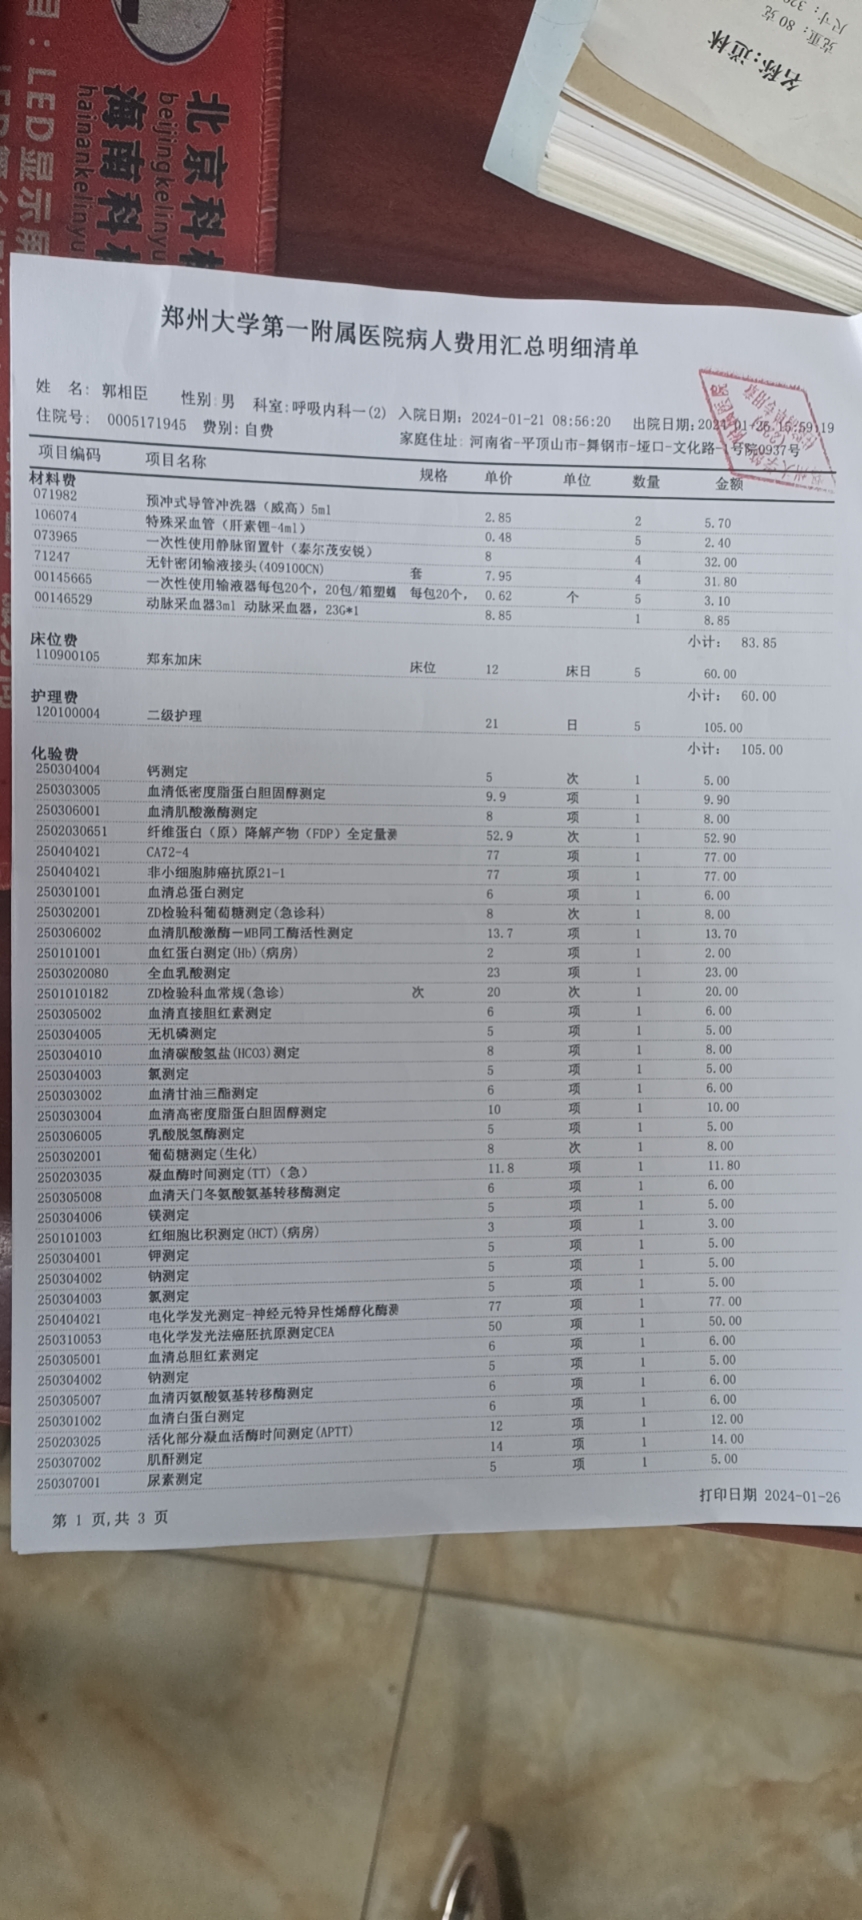 北京科
beijingkelinyu
海南科
hainankelinyu
：LED显示屏
名称：道林
克重：80克
尺寸：
郑州大学第一附属医院病人费用汇总明细清单
姓 名: 郭相臣 性别:男 科室:呼吸内科一(2) 入院日期: 2024-01-21 08:56:20 出院日期:2024-01-26 15:59:19
住院号: 0005171945 费别:自费 家庭住址: 河南省-平顶山市-舞钢市-垭口-文化路-1号院0937号
项目编码 项目名称 规格 单价 单位 数量 金额
材料费
071982 预冲式导管冲洗器（威高）5ml 2.85 2 5.70
106074 特殊采血管（肝素锂-4ml） 0.48 5 2.40
073965 一次性使用静脉留置针（泰尔茂安锐） 8 4 32.00
71247 无针密闭输液接头(409100CN) 套 7.95 4 31.80
00145665 一次性使用输液器每包20个, 20包/箱塑 每包20个, 0.62 个 5 3.10
00146529 动脉采血器3ml 动脉采血器, 23G*1 8.85 1 8.85
小计: 83.85
床位费
110900105 郑东加床 床位 12 床日 5 60.00
小计: 60.00
护理费
120100004 二级护理 21 日 5 105.00
小计: 105.00
化验费
250304004 钙测定 5 次 1 5.00
250303005 血清低密度脂蛋白胆固醇测定 9.9 项 1 9.90
250306001 血清肌酸激酶测定 8 项 1 8.00
2502030651 纤维蛋白（原）降解产物（FDP）全定量 52.9 次 1 52.90
250404021 CA72-4 77 项 1 77.00
250404021 非小细胞肺癌抗原21-1 77 项 1 77.00
250301001 血清总蛋白测定 6 项 1 6.00
250302001 ZD检验科葡萄糖测定(急诊科) 8 次 1 8.00
250306002 血清肌酸激酶－MB同工酶活性测定 13.7 项 1 13.70
250101001 血红蛋白测定(Hb)(病房) 2 项 1 2.00
2503020080 全血乳酸测定 23 项 1 23.00
2501010182 ZD检验科血常规(急诊) 次 20 次 1 20.00
250305002 血清直接胆红素测定 6 项 1 6.00
250304005 无机磷测定 5 项 1 5.00
250304010 血清碳酸氢盐(HCO3)测定 8 项 1 8.00
250304003 氯测定 5 项 1 5.00
250303002 血清甘油三酯测定 6 项 1 6.00
250303004 血清高密度脂蛋白胆固醇测定 10 项 1 10.00
250306005 乳酸脱氢酶测定 5 项 1 5.00
250302001 葡萄糖测定(生化) 8 次 1 8.00
250203035 凝血酶时间测定(TT)（急） 11.8 项 1 11.80
250305008 血清天门冬氨酸氨基转移酶测定 6 项 1 6.00
250304006 镁测定 5 项 1 5.00
250101003 红细胞比积测定(HCT)(病房) 3 项 1 3.00
250304001 钾测定 5 项 1 5.00
250304002 钠测定 5 项 1 5.00
250304003 氯测定 5 项 1 5.00
250404021 电化学发光测定-神经元特异性烯醇化酶 77 项 1 77.00
250310053 电化学发光法癌胚抗原测定CEA 50 项 1 50.00
250305001 血清总胆红素测定 6 项 1 6.00
250304002 钠测定 5 项 1 5.00
250305007 血清丙氨酸氨基转移酶测定 6 项 1 6.00
250301002 血清白蛋白测定 6 项 1 6.00
250203025 活化部分凝血活酶时间测定(APTT) 12 项 1 12.00
250307002 肌酐测定 14 项 1 14.00
250307001 尿素测定 5 项 1 5.00
第 1 页,共 3 页 打印日期 2024-01-26